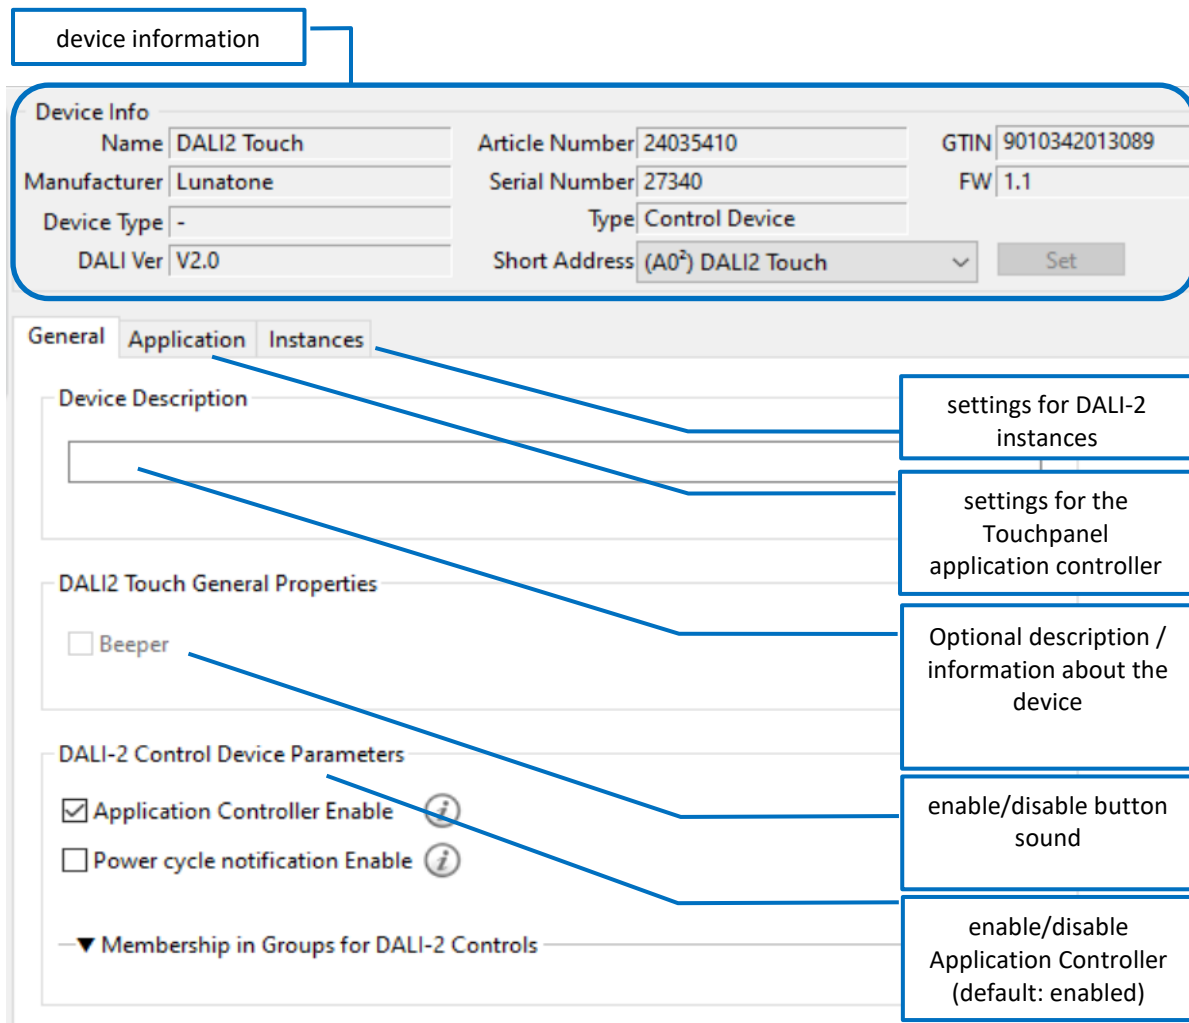 device information
Device Info
Name DALI2 Touch Article Number 24035410 GTIN 9010342013089
Manufacturer Lunatone Serial Number 27340 FW 1.1
Device Type - Type Control Device
DALI Ver V2.0 Short Address (A0²) DALI2 Touch Set
General Application Instances
Device Description
settings for DALI-2
instances
settings for the
Touchpanel
application controller
DALI2 Touch General Properties
Beeper
Optional description /
information about the
device
DALI-2 Control Device Parameters
Application Controller Enable i
Power cycle notification Enable i
enable/disable button
sound
Membership in Groups for DALI-2 Controls
enable/disable
Application Controller
(default: enabled)